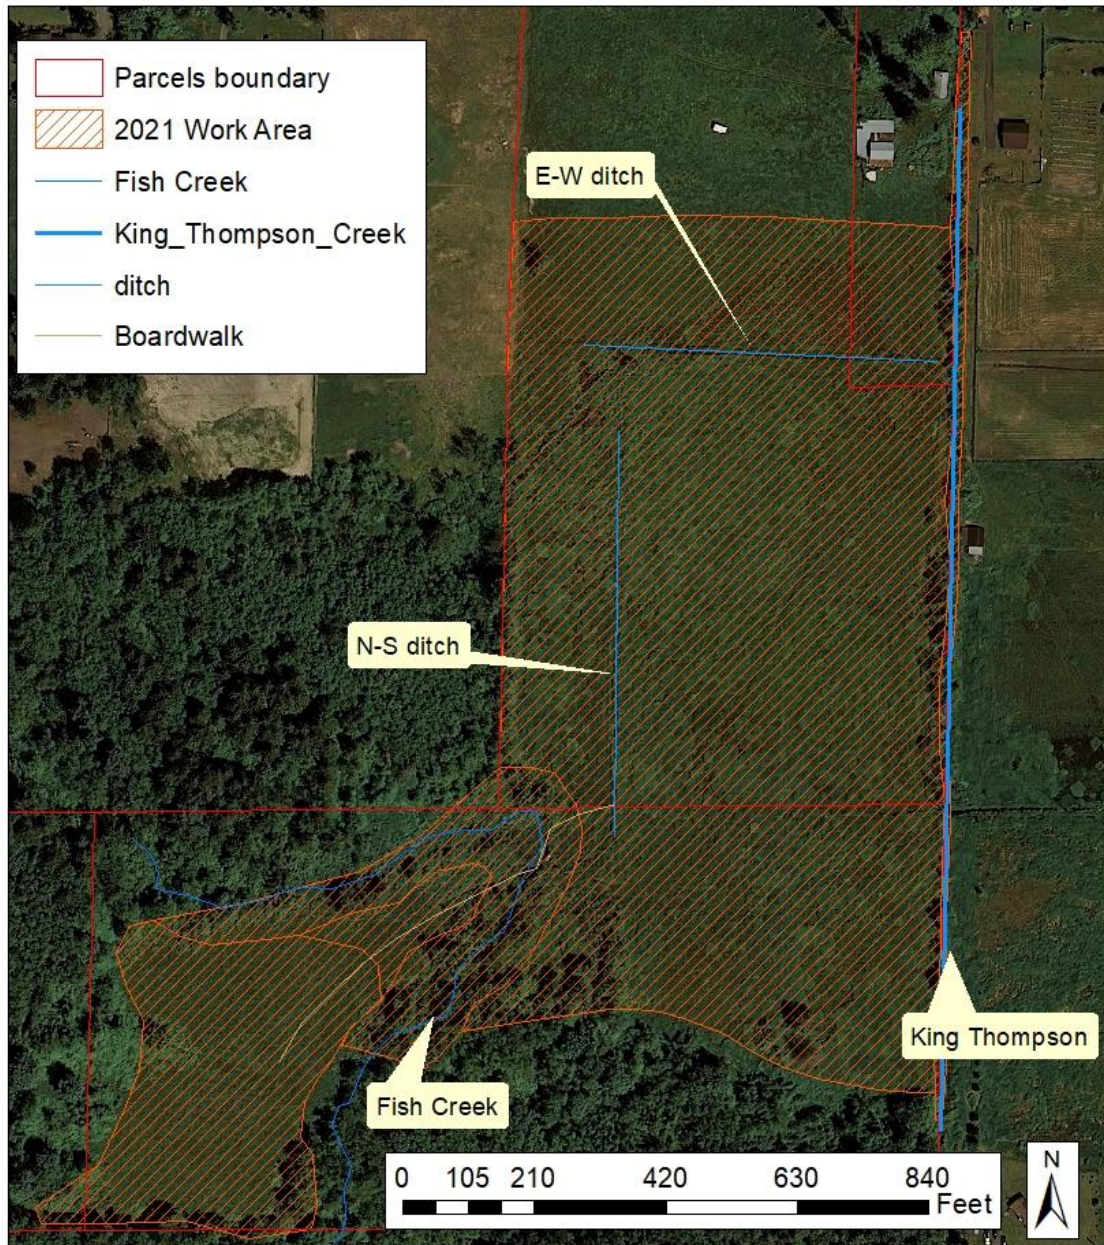 Parcels boundary
2021 Work Area
Fish Creek
King_Thompson_Creek
ditch
Boardwalk
E-W ditch
N-S ditch
King Thompson
Fish Creek
0 105 210 420 630 840
Feet
N